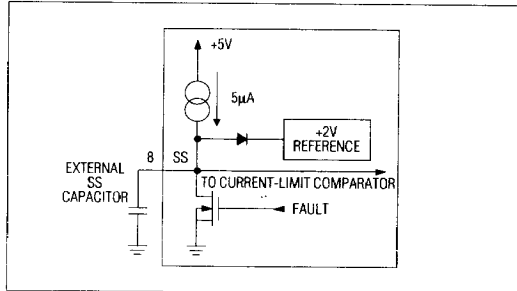 +5V
5µA
+2V
REFERENCE
8 SS
EXTERNAL
SS
CAPACITOR
TO CURRENT-LIMIT COMPARATOR
FAULT